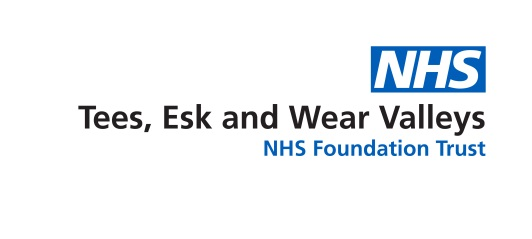 NHS
Tees, Esk and Wear Valleys
NHS Foundation Trust